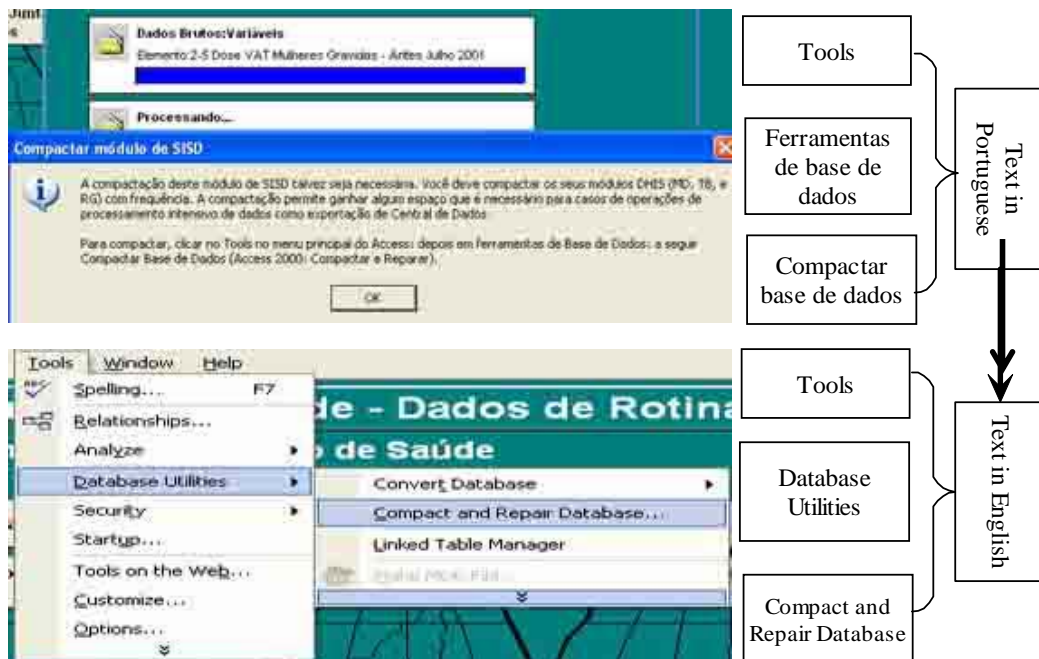 Dados Brutos:Variáveis
Elemento:2-5 Dose VAT Mulheres Gravidas - Antes Julho 2001
Processando...
Compactar módulo de SISD
A compactação deste módulo de SISD talvez seja necessária. Você deve compactar os seus módulos DHIS (MD, TB, e
RG) com frequência. A compactação permite ganhar algum espaço que é necessário para casos de operações de
processamento intensivo de dados como exportação de Central de Dados
Para compactar, clicar no Tools no menu principal do Access: depois em ferramentas de Base de Dados: a seguir
Compactar Base de Dados (Access 2000: Compactar e Reparar).
OK
Tools
Ferramentas
de base de
dados
Compactar
base de dados
Text in
Portuguese
Tools Window Help
Spelling... F7
Relationships...
Analyze
Database Utilities
Security
Startup...
Tools on the Web...
Customize...
Options...
de - Dados de Rotina
de Saúde
Convert Database
Compact and Repair Database...
Linked Table Manager
Tools
Database
Utilities
Compact and
Repair Database
Text in English